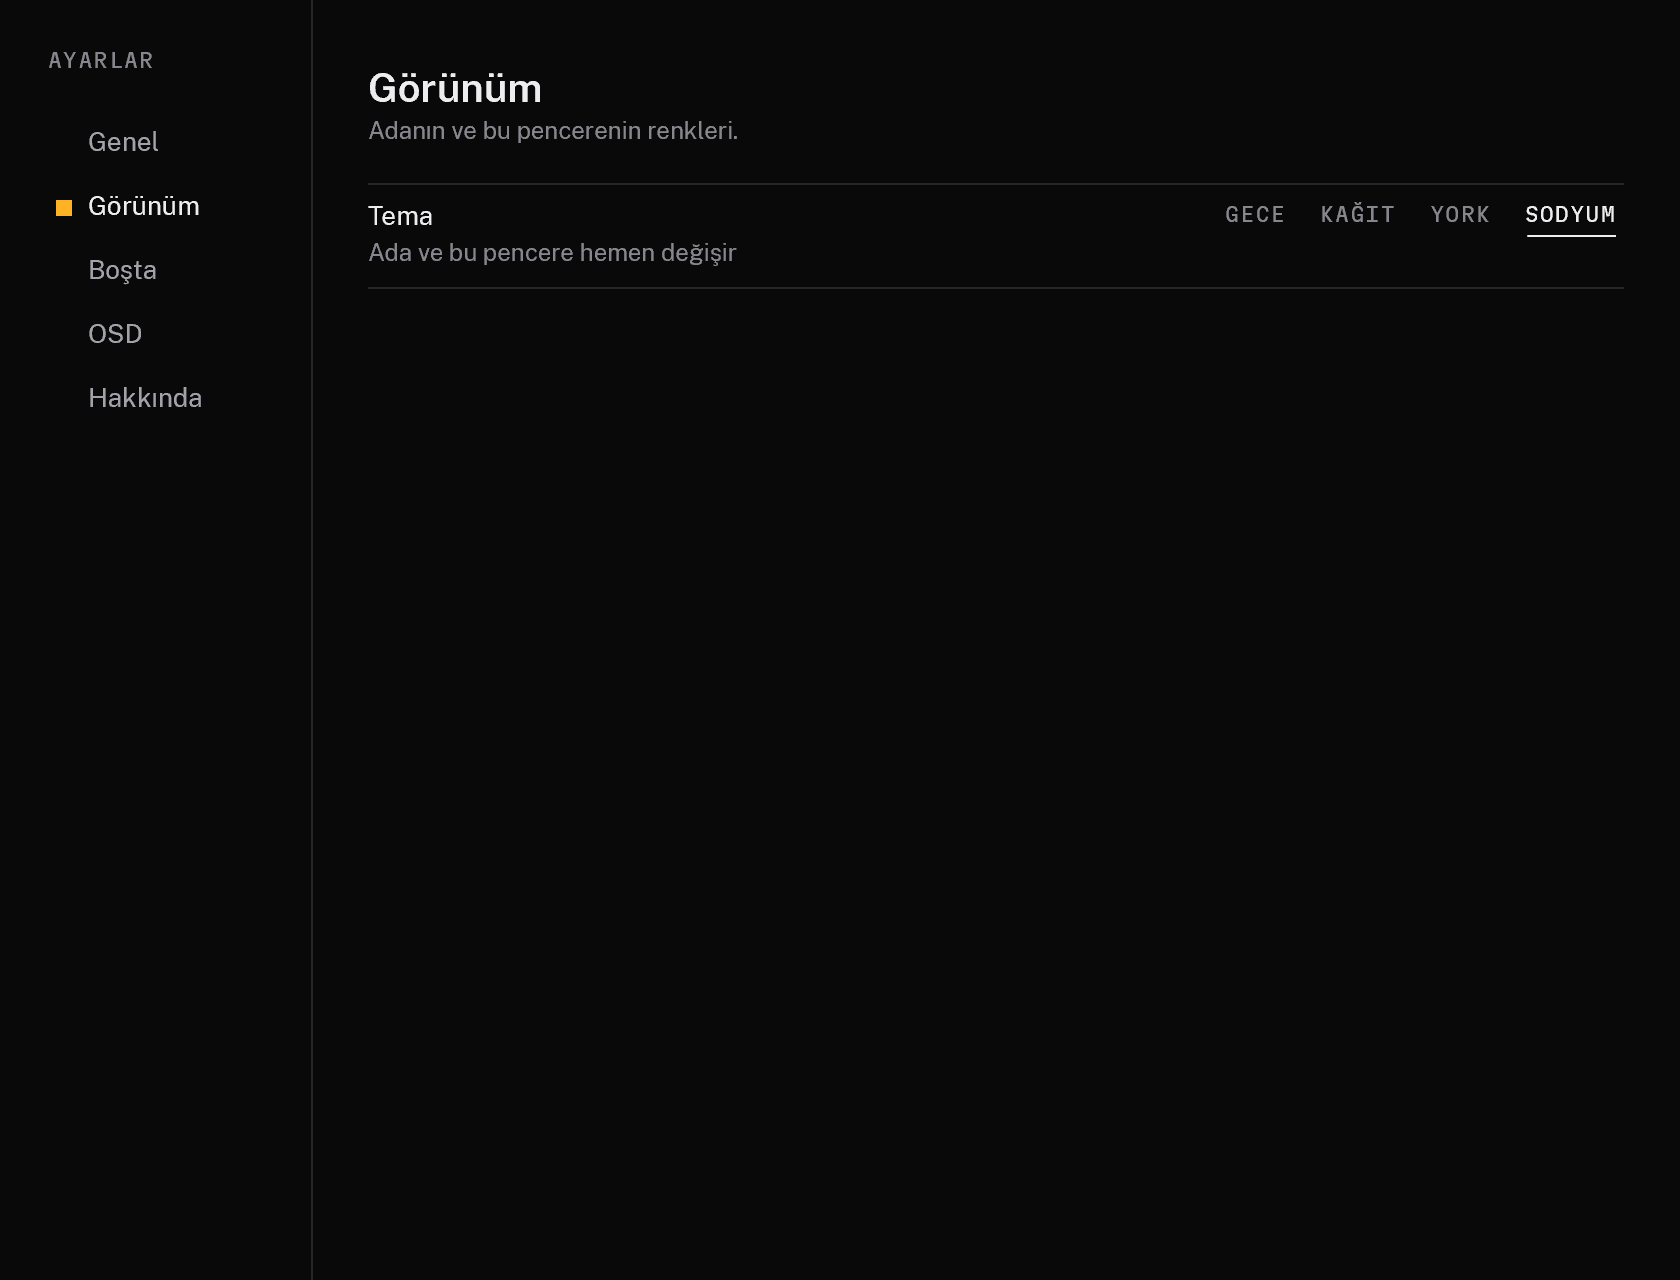 AYARLAR
Genel
Görünüm
Boşta
OSD
Hakkında
Görünüm
Adanın ve bu pencerenin renkleri.
Tema
GECE KAĞIT YORK SODYUM
Ada ve bu pencere hemen değişir